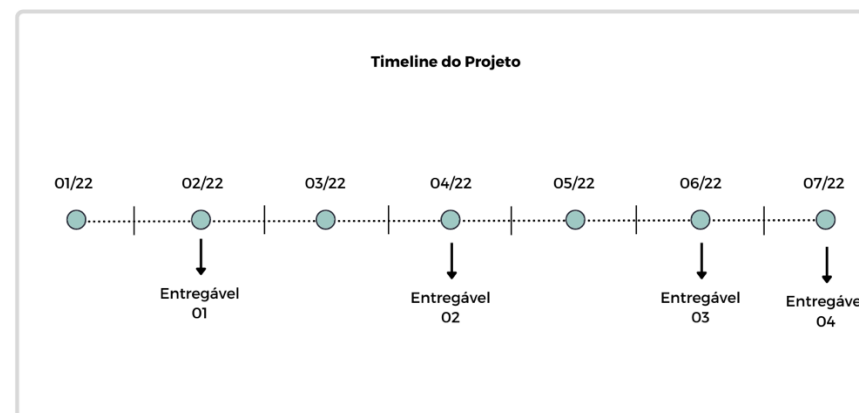 Timeline do Projeto
01/22 02/22 03/22 04/22 05/22 06/22 07/22
Entregável
01
Entregável
02
Entregável
03
Entregáve
04